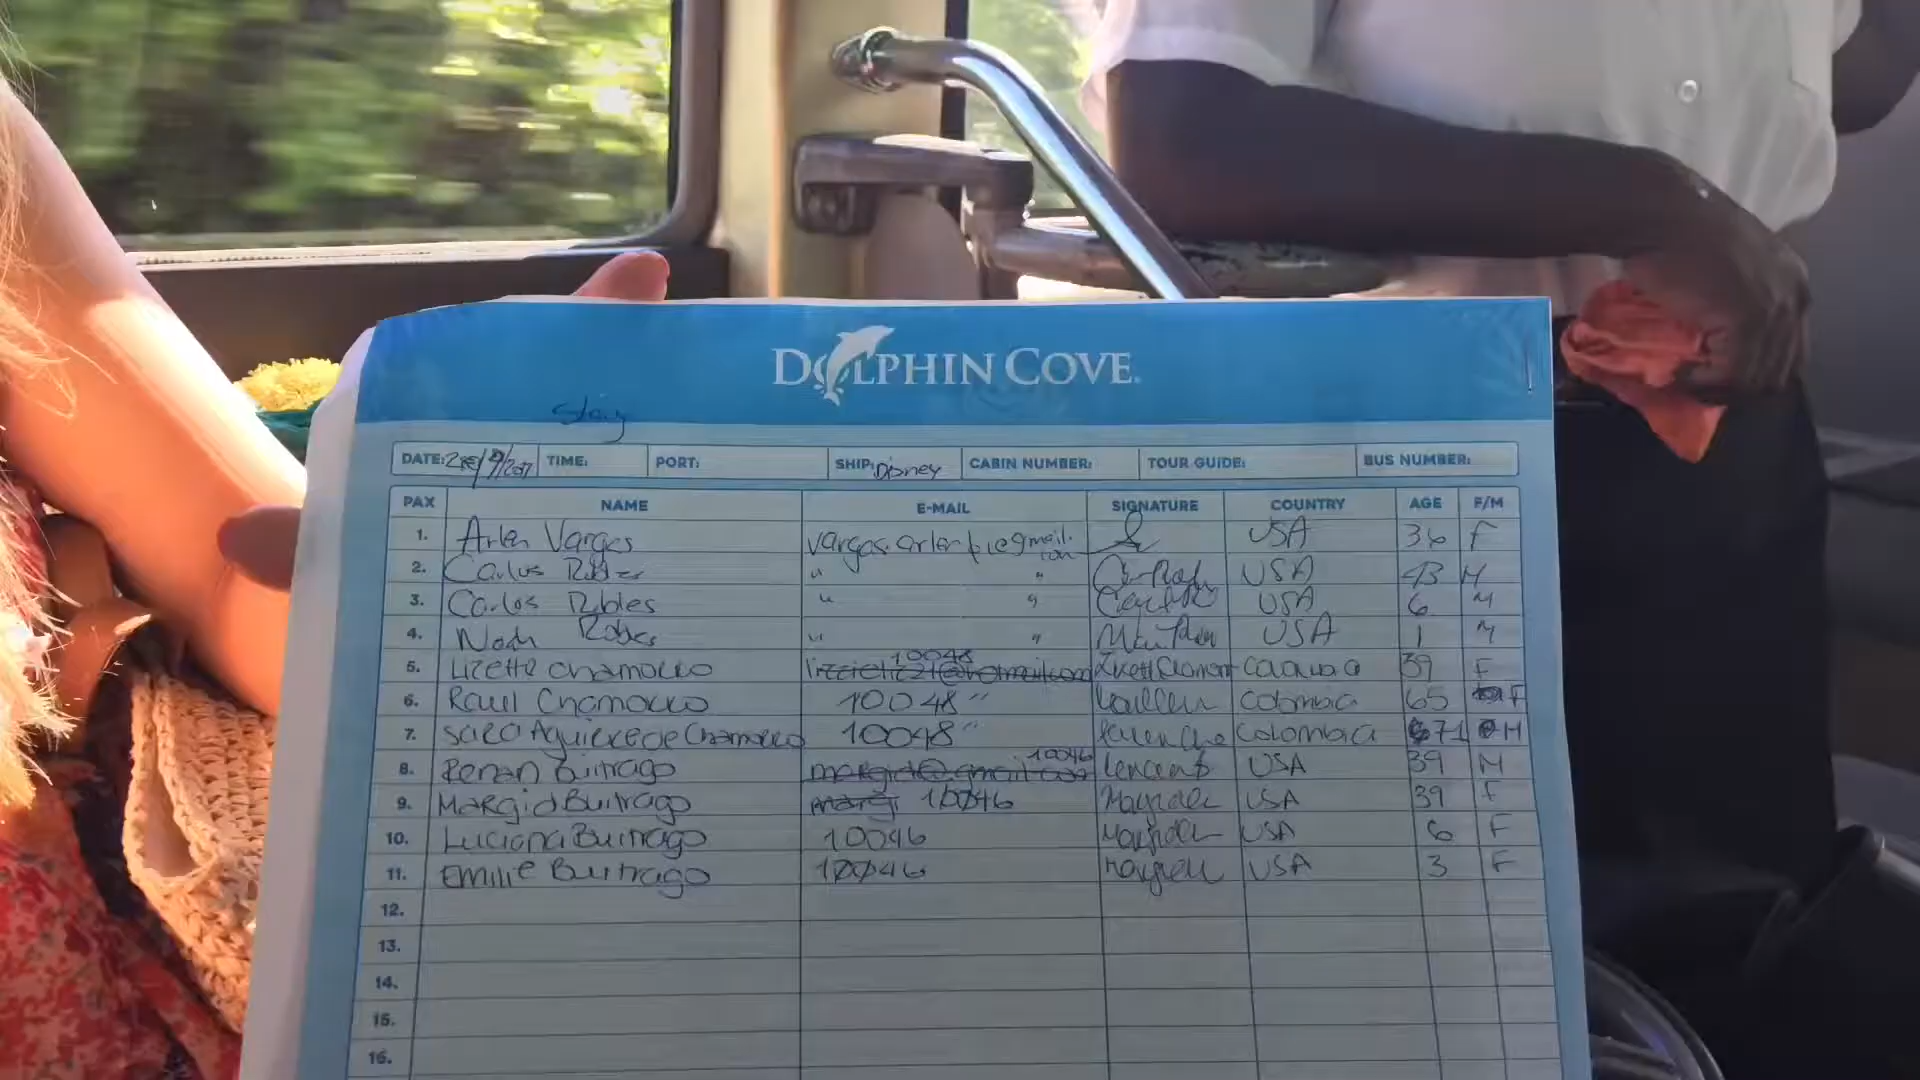 DOLPHIN COVE
Stay
DATE: TIME: PORT: SHIP: Disney CABIN NUMBER: TOUR GUIDE: BUS NUMBER:
PAX NAME E-MAIL SIGNATURE COUNTRY AGE F/M
1. Arlen Vargas USA 36 F
2. Carlos Robles " " USA 43 M
3. Carlos Robles " " USA 6 M
4. Noah Robles " " USA 1 M
5. Lizette Chamorro 10048 39 F
6. Raul Chamorro 10048 " Colombia 65 F
7. Sara Aguirre de Chamorro 10048 " Colombia 71 M
8. Renan Buitrago 10046 USA 39 M
9. Margid Buitrago 10046 USA 39 F
10. Luciana Buitrago 10046 USA 6 F
11. Emilie Buitrago 10046 USA 3 F
12.
13.
14.
15.
16.